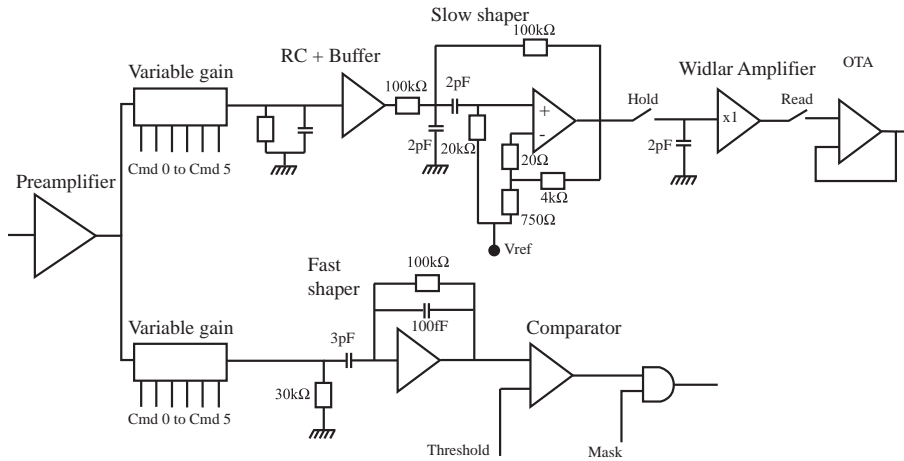 Slow shaper
100kΩ
RC + Buffer
Variable gain
100kΩ
2pF
+
-
Hold
Widlar Amplifier
OTA
Read
x1
2pF
20kΩ
20Ω
2pF
4kΩ
750Ω
Vref
Cmd 0 to Cmd 5
Preamplifier
Fast
shaper
100kΩ
100fF
Variable gain
3pF
Comparator
30kΩ
Cmd 0 to Cmd 5
Threshold
Mask